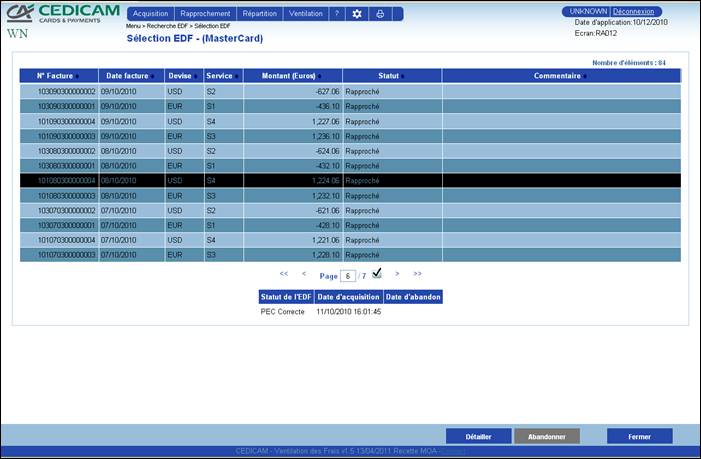 CEDICAM
CARDS & PAYMENTS
WN
Acquisition Rapprochement Répartition Ventilation ?
Menu > Recherche EDF > Sélection EDF
Sélection EDF - (MasterCard)
UNKNOWN Déconnexion
Date d'application:10/12/2010
Ecran:RA012
Nombre d'éléments : 84
N° Facture Date facture Devise Service Montant (Euros) Statut Commentaire
103090300000002 09/10/2010 USD S2 -627.06 Rapproché
103090300000001 09/10/2010 EUR S1 -436.10 Rapproché
101090300000004 09/10/2010 USD S4 1,227.06 Rapproché
101090300000003 09/10/2010 EUR S3 1,236.10 Rapproché
103080300000002 08/10/2010 USD S2 -624.06 Rapproché
103080300000001 08/10/2010 EUR S1 -432.10 Rapproché
101080300000004 08/10/2010 USD S4 1,224.06 Rapproché
101080300000003 08/10/2010 EUR S3 1,232.10 Rapproché
103070300000002 07/10/2010 USD S2 -621.06 Rapproché
103070300000001 07/10/2010 EUR S1 -428.10 Rapproché
101070300000004 07/10/2010 USD S4 1,221.06 Rapproché
101070300000003 07/10/2010 EUR S3 1,228.10 Rapproché
<< < Page 6 / 7 > >>
Statut de l'EDF Date d'acquisition Date d'abandon
PEC Correcte 11/10/2010 16:01:45
Détailler Abandonner Fermer
CEDICAM - Ventilation des Frais v1.5 13/04/2011 Recette MOA -